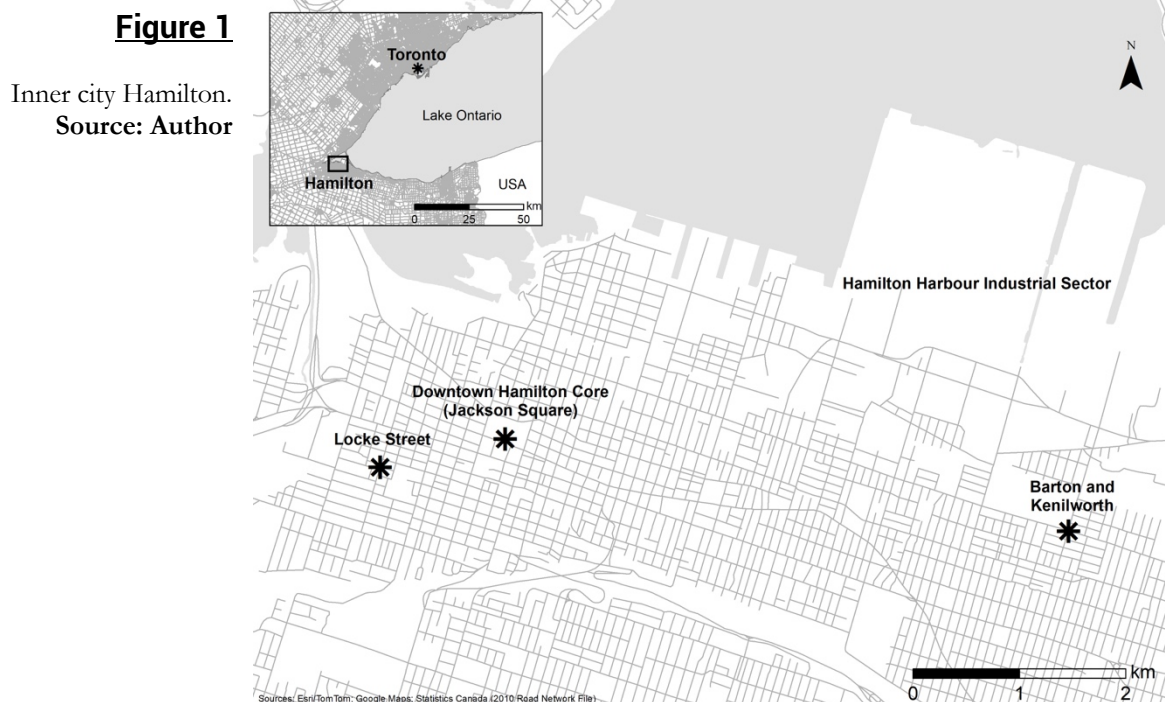 Figure 1
Inner city Hamilton.
Source: Author
Toronto
Lake Ontario
Hamilton
USA
km
0 25 50
N
Hamilton Harbour Industrial Sector
Downtown Hamilton Core
(Jackson Square)
Locke Street
Barton and
Kenilworth
km
0 1 2
Sources: Esri/TomTom; Google Maps; Statistics Canada (2010 Road Network File)